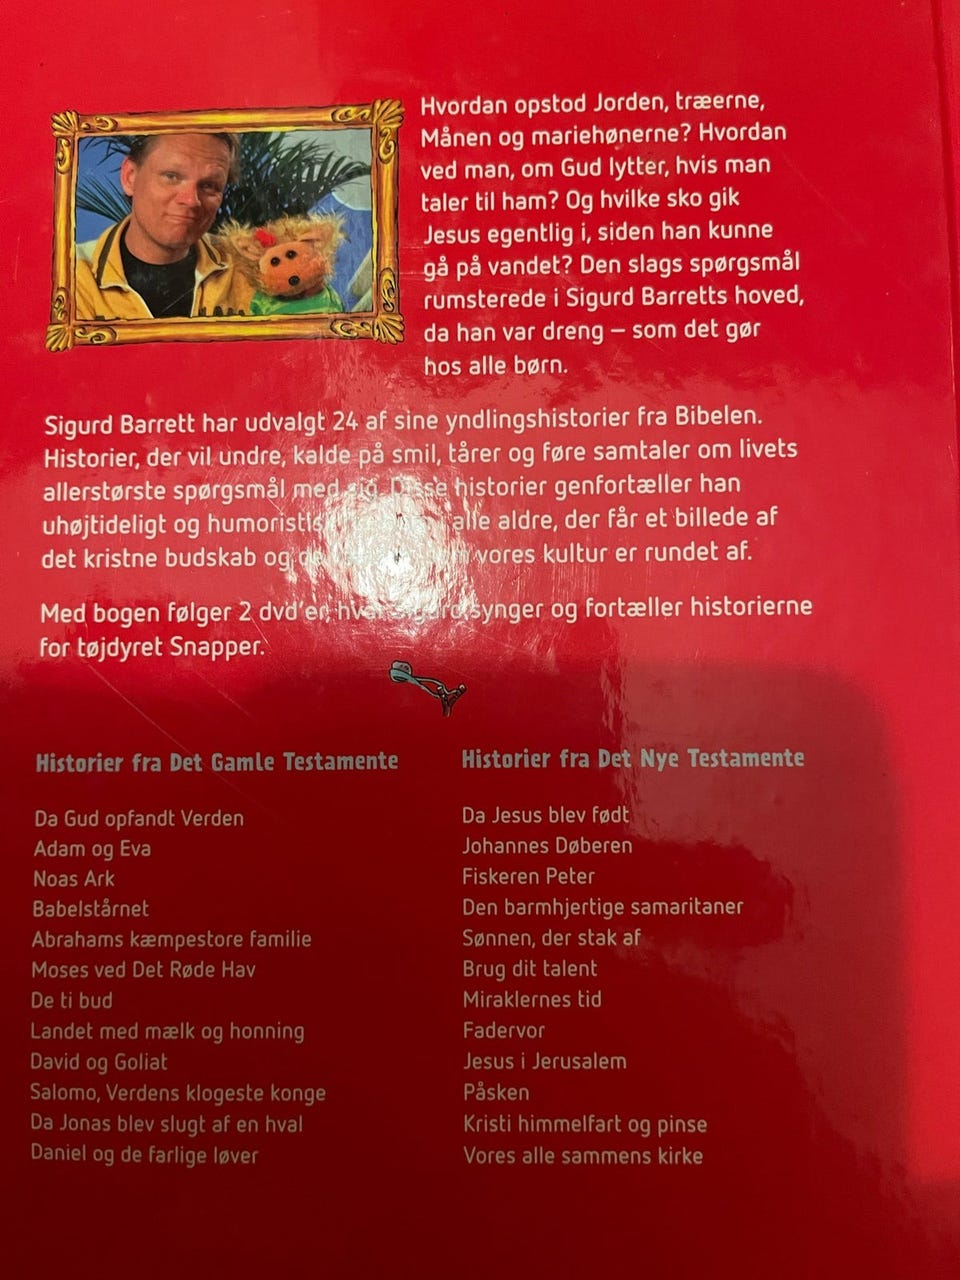 Hvordan opstod Jorden, træerne,
Månen og mariehønerne? Hvordan
ved man, om Gud lytter, hvis man
taler til ham? Og hvilke sko gik
Jesus egentlig i, siden han kunne
gå på vandet? Den slags spørgsmål
rumsterede i Sigurd Barretts hoved,
da han var dreng – som det gør
hos alle børn.
Sigurd Barrett har udvalgt 24 af sine yndlingshistorier fra Bibelen.
Historier, der vil undre, kalde på smil, tårer og føre samtaler om livets
allerstørste spørgsmål med sig. Disse historier genfortæller han
uhøjtideligt og alle aldre, der får et billede af
det kristne budskab og vores kultur er rundet af.
Med bogen følger 2 dvd'er, hvor Sigurd synger og fortæller historierne
for tøjdyret Snapper.
Historier fra Det Gamle Testamente
Da Gud opfandt Verden
Adam og Eva
Noas Ark
Babelstårnet
Abrahams kæmpestore familie
Moses ved Det Røde Hav
De ti bud
Landet med mælk og honning
David og Goliat
Salomo, Verdens klogeste konge
Da Jonas blev slugt af en hval
Daniel og de farlige løver
Historier fra Det Nye Testamente
Da Jesus blev født
Johannes Døberen
Fiskeren Peter
Den barmhjertige samaritaner
Sønnen, der stak af
Brug dit talent
Miraklernes tid
Fadervor
Jesus i Jerusalem
Påsken
Kristi himmelfart og pinse
Vores alle sammens kirke